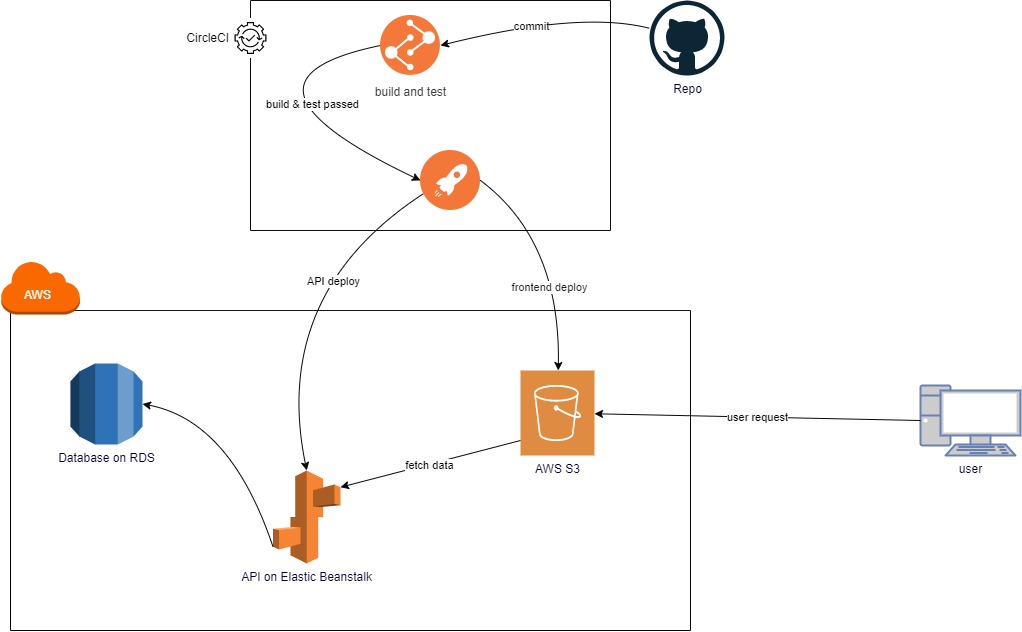 commit
CircleCI
build and test
Repo
build & test passed
API deploy
frontend deploy
AWS
user request
Database on RDS
fetch data
AWS S3
user
API on Elastic Beanstalk